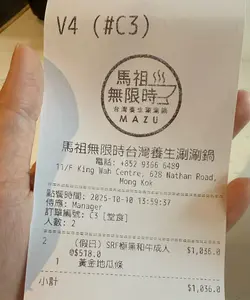 V4 (#C3)
馬祖
無限時
台灣養生涮涮鍋
MAZU
馬祖無限時台灣養生涮涮鍋
電話: +852 9366 6489
11/F King Wah Centre, 628 Nathan Road,
Mong Kok
點餐時間: 2025-10-10 13:59:37
侍應: Manager
訂單編號: C3 [堂食]
人數: 2
2 (假日) SRF極黑和牛成人 $1,036.0
@$518.0
1 黃金地瓜條
小計 $1,036.0